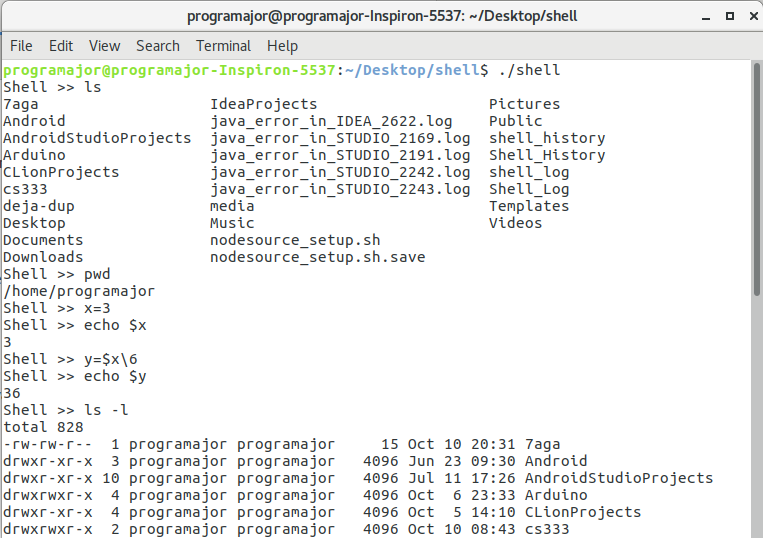 programajor@programajor-Inspiron-5537: ~/Desktop/shell
File Edit View Search Terminal Help
programajor@programajor-Inspiron-5537:~/Desktop/shell$ ./shell
Shell >> ls
7aga IdeaProjects Pictures
Android java_error_in_IDEA_2622.log Public
AndroidStudioProjects java_error_in_STUDIO_2169.log shell_history
Arduino java_error_in_STUDIO_2191.log Shell_History
CLionProjects java_error_in_STUDIO_2242.log shell_log
cs333 java_error_in_STUDIO_2243.log Shell_Log
deja-dup media Templates
Desktop Music Videos
Documents nodesource_setup.sh
Downloads nodesource_setup.sh.save
Shell >> pwd
/home/programajor
Shell >> x=3
Shell >> echo $x
3
Shell >> y=$x\6
Shell >> echo $y
36
Shell >> ls -l
total 828
-rw-rw-r-- 1 programajor programajor 15 Oct 10 20:31 7aga
drwxr-xr-x 3 programajor programajor 4096 Jun 23 09:30 Android
drwxr-xr-x 10 programajor programajor 4096 Jul 11 17:26 AndroidStudioProjects
drwxrwxr-x 4 programajor programajor 4096 Oct 6 23:33 Arduino
drwxr-xr-x 4 programajor programajor 4096 Oct 5 14:10 CLionProjects
drwxrwxr-x 2 programajor programajor 4096 Oct 10 08:43 cs333